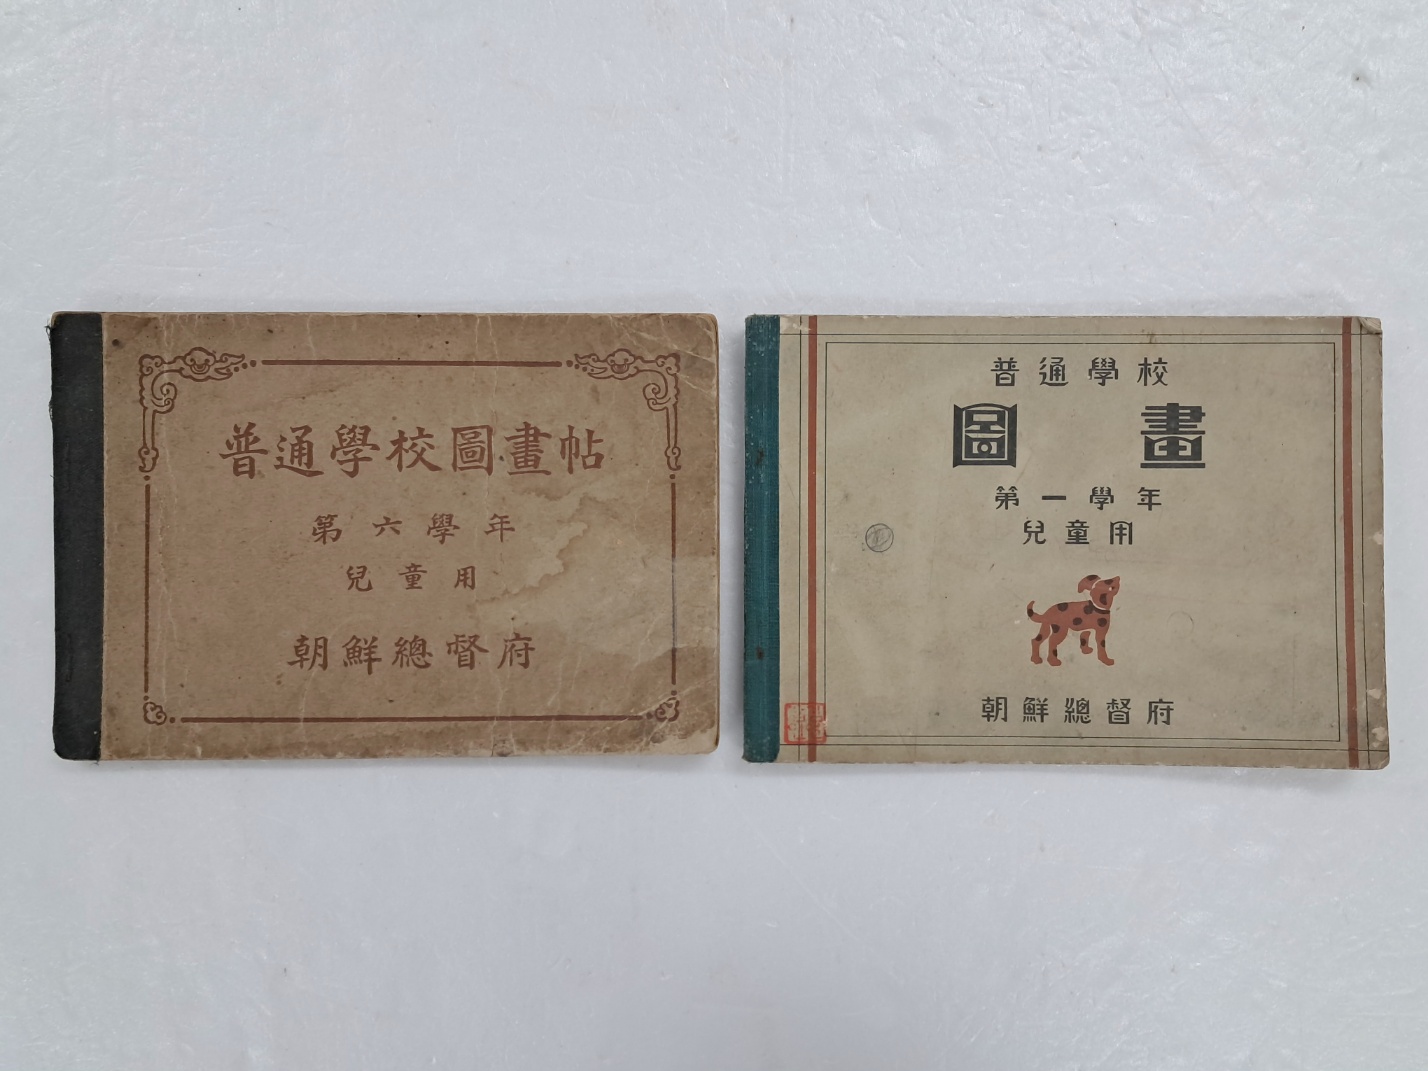 普通學校圖畫帖
第六學年
兒童用
朝鮮總督府
普通學校
圖畫
第一學年
兒童用
朝鮮總督府